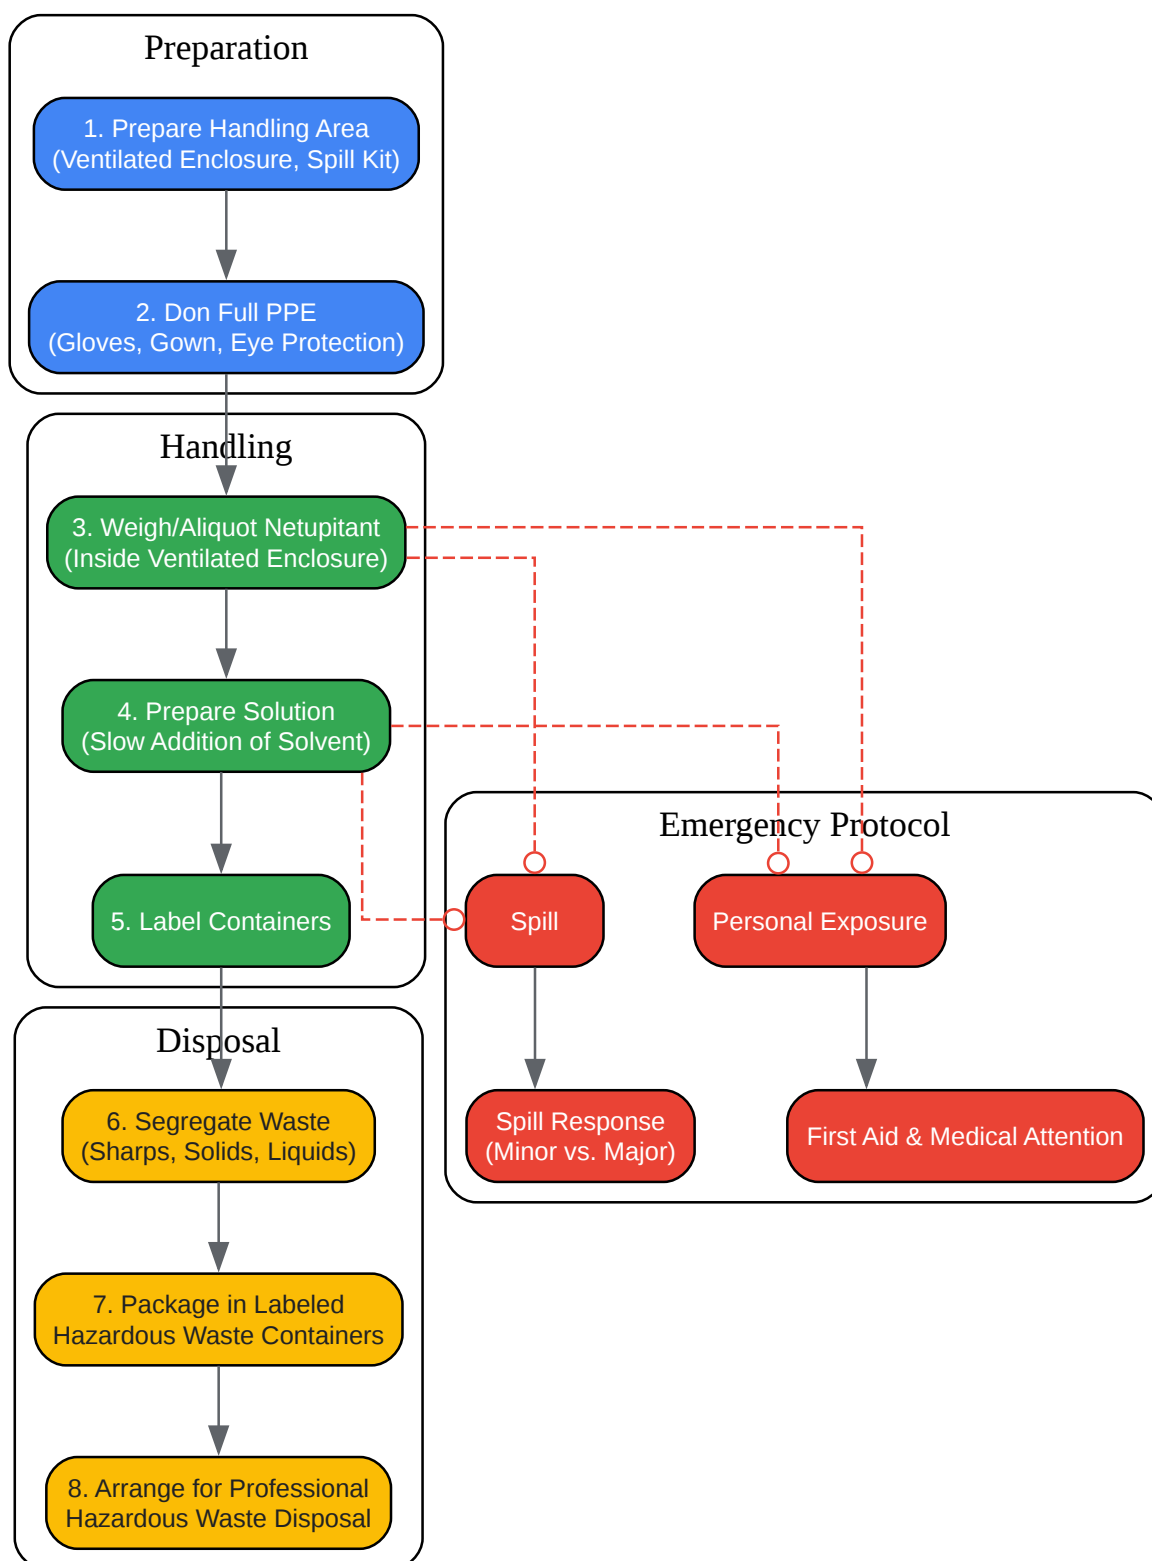 Preparation
1. Prepare Handling Area
(Ventilated Enclosure, Spill Kit)
2. Don Full PPE
(Gloves, Gown, Eye Protection)
Handling
3. Weigh/Aliquot Netupitant
(Inside Ventilated Enclosure)
4. Prepare Solution
(Slow Addition of Solvent)
5. Label Containers
Emergency Protocol
Spill
Personal Exposure
Spill Response
(Minor vs. Major)
First Aid & Medical Attention
Disposal
6. Segregate Waste
(Sharps, Solids, Liquids)
7. Package in Labeled
Hazardous Waste Containers
8. Arrange for Professional
Hazardous Waste Disposal